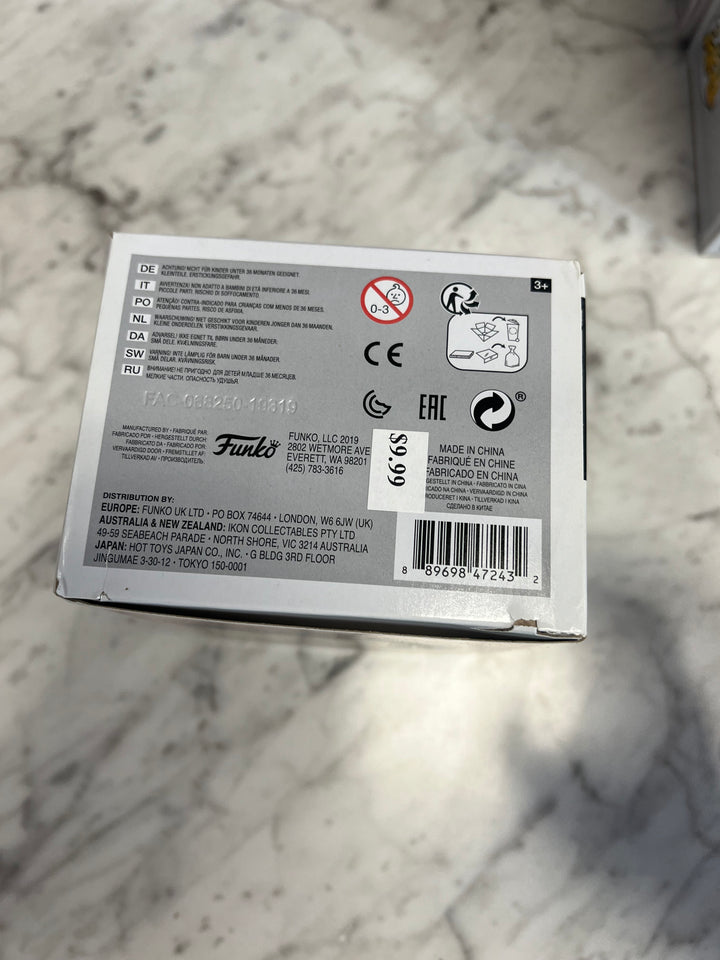 DE ACHTUNG! NICHT FÜR KINDER UNTER 36 MONATEN GEEIGNET.
KLEINTEILE. ERSTICKUNGSGEFAHR.
IT AVVERTENZA! NON ADATTO A BAMBINI DI ETÀ INFERIORE A 36 MESI.
PICCOLE PARTI. RISCHIO DI SOFFOCAMENTO.
PO ATENÇÃO! CONTRA-INDICADO PARA CRIANÇAS COM MENOS DE 36 MESES.
PEQUENAS PARTES. RISCO DE ASFIXIA.
NL WAARSCHUWING! NIET GESCHIKT VOOR KINDEREN JONGER DAN 36 MAANDEN.
KLEINE ONDERDELEN. VERSTIKKINGSGEVAAR.
DA ADVARSEL! IKKE EGNET TIL BØRN UNDER 36 MÅNEDER.
SMÅ DELE. KVÆLNINGSFARE.
SW VARNING! INTE LÄMPLIG FÖR BARN UNDER 36 MÅNADER.
SMÅ DELAR. KVÄVNINGSRISK.
RU ВНИМАНИЕ! НЕ ПРИГОДНО ДЛЯ ДЕТЕЙ МЛАДШЕ 36 МЕСЯЦЕВ.
МЕЛКИЕ ЧАСТИ. ОПАСНОСТЬ УДУШЬЯ.
0-3
3+
CE
EAC
®
FAC-068250-19319
MANUFACTURED BY • FABRIQUÉ PAR
FABRICADO POR • HERGESTELLT DURCH
FABBRICATO DA • FABRICADO POR
VERVAARDIGD DOOR • FREMSTILLET AF:
TILLVERKAD AV • ПРОИЗВОДИТЕЛЬ:
Funko
FUNKO, LLC 2019
2802 WETMORE AVE
EVERETT, WA 98201
(425) 783-3616
$9.99
MADE IN CHINA
FABRIQUÉ EN CHINE
FABRICADO EN CHINA
GESTELLT IN CHINA • FABBRICATO IN CINA
ICADO NA CHINA • VERVAARDIGD IN CHINA
RODUCERET I KINA • TILLVERKAD I KINA
СДЕЛАНО В КИТАЕ
DISTRIBUTION BY:
EUROPE: FUNKO UK LTD • PO BOX 74644 • LONDON, W6 6JW (UK)
AUSTRALIA & NEW ZEALAND: IKON COLLECTABLES PTY LTD
49-59 SEABEACH PARADE • NORTH SHORE, VIC 3214 AUSTRALIA
JAPAN: HOT TOYS JAPAN CO., INC. • G BLDG 3RD FLOOR
JINGUMAE 3-30-12 • TOKYO 150-0001
8 89698 47243 2